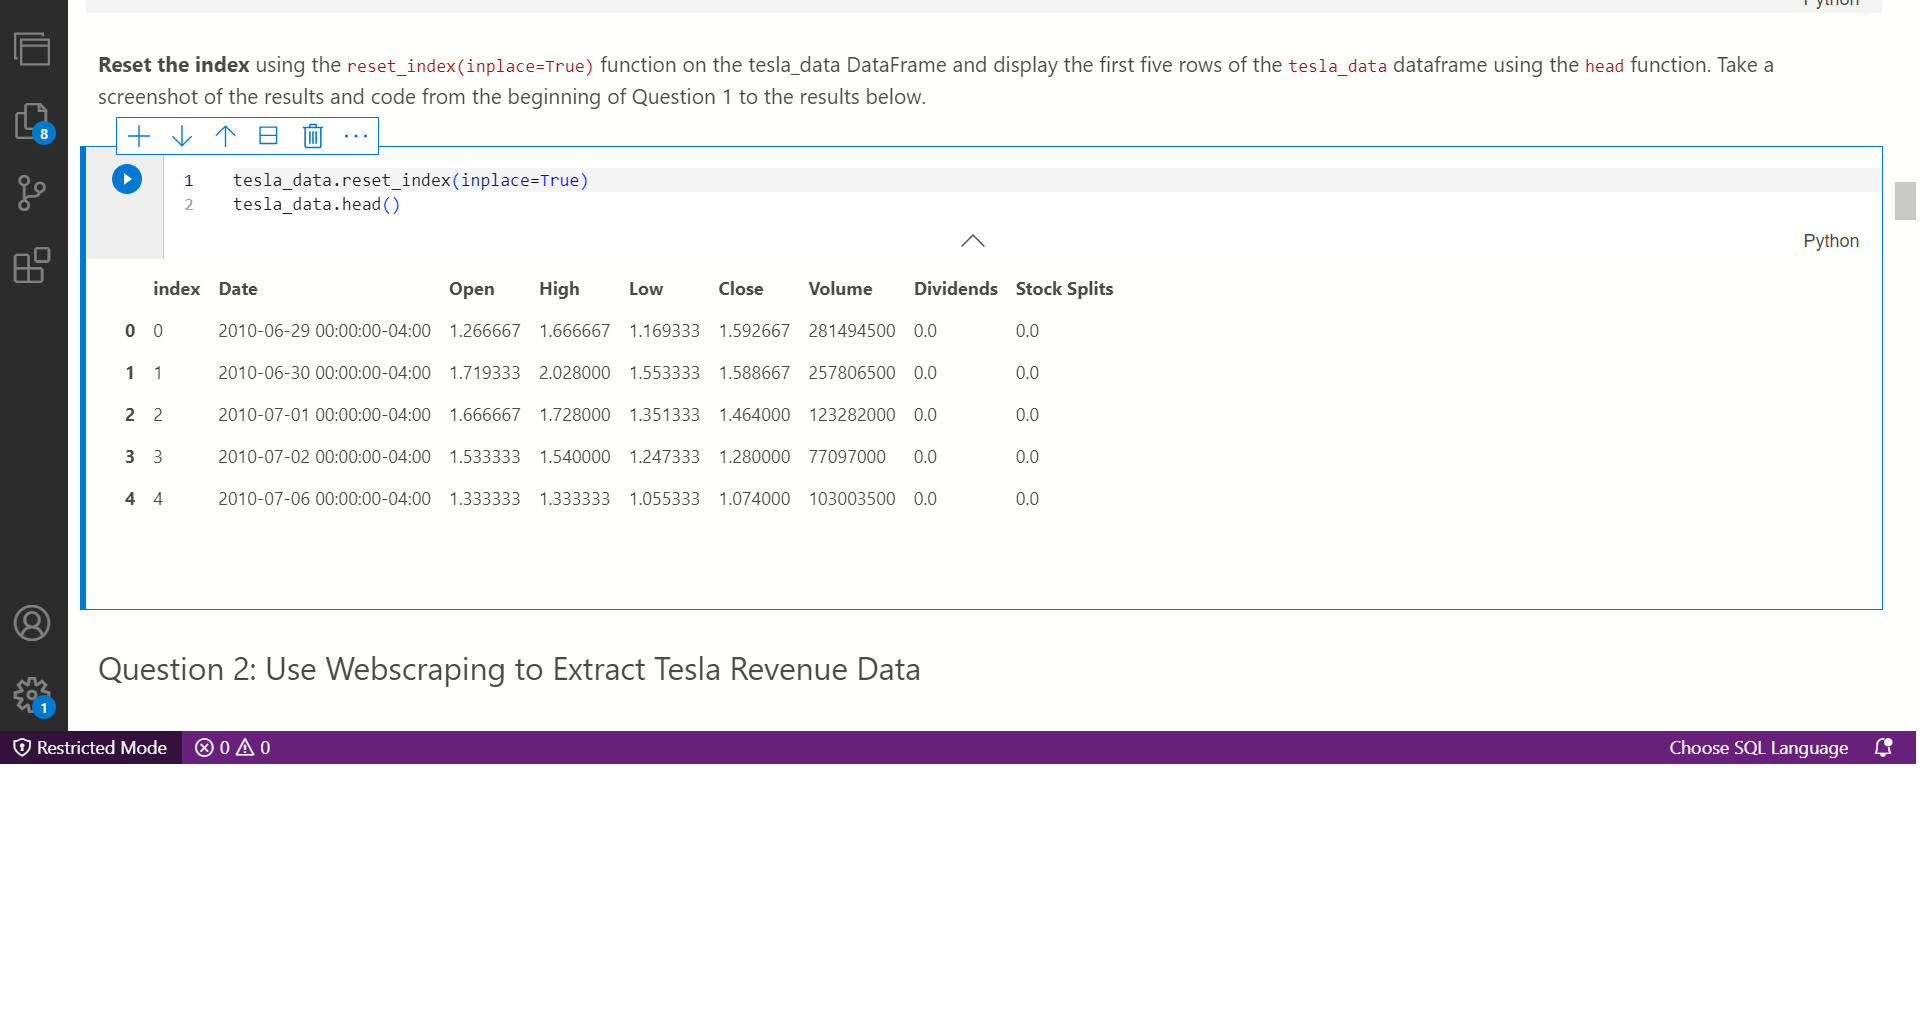 Reset the index using the reset_index(inplace=True) function on the tesla_data DataFrame and display the first five rows of the tesla_data dataframe using the head function. Take a
screenshot of the results and code from the beginning of Question 1 to the results below.
8
1 tesla_data.reset_index(inplace=True)
2 tesla_data.head()
Python
index Date Open High Low Close Volume Dividends Stock Splits
0 0 2010-06-29 00:00:00-04:00 1.266667 1.666667 1.169333 1.592667 281494500 0.0 0.0
1 1 2010-06-30 00:00:00-04:00 1.719333 2.028000 1.553333 1.588667 257806500 0.0 0.0
2 2 2010-07-01 00:00:00-04:00 1.666667 1.728000 1.351333 1.464000 123282000 0.0 0.0
3 3 2010-07-02 00:00:00-04:00 1.533333 1.540000 1.247333 1.280000 77097000 0.0 0.0
4 4 2010-07-06 00:00:00-04:00 1.333333 1.333333 1.055333 1.074000 103003500 0.0 0.0
Question 2: Use Webscraping to Extract Tesla Revenue Data
1
Restricted Mode 0 0 Choose SQL Language